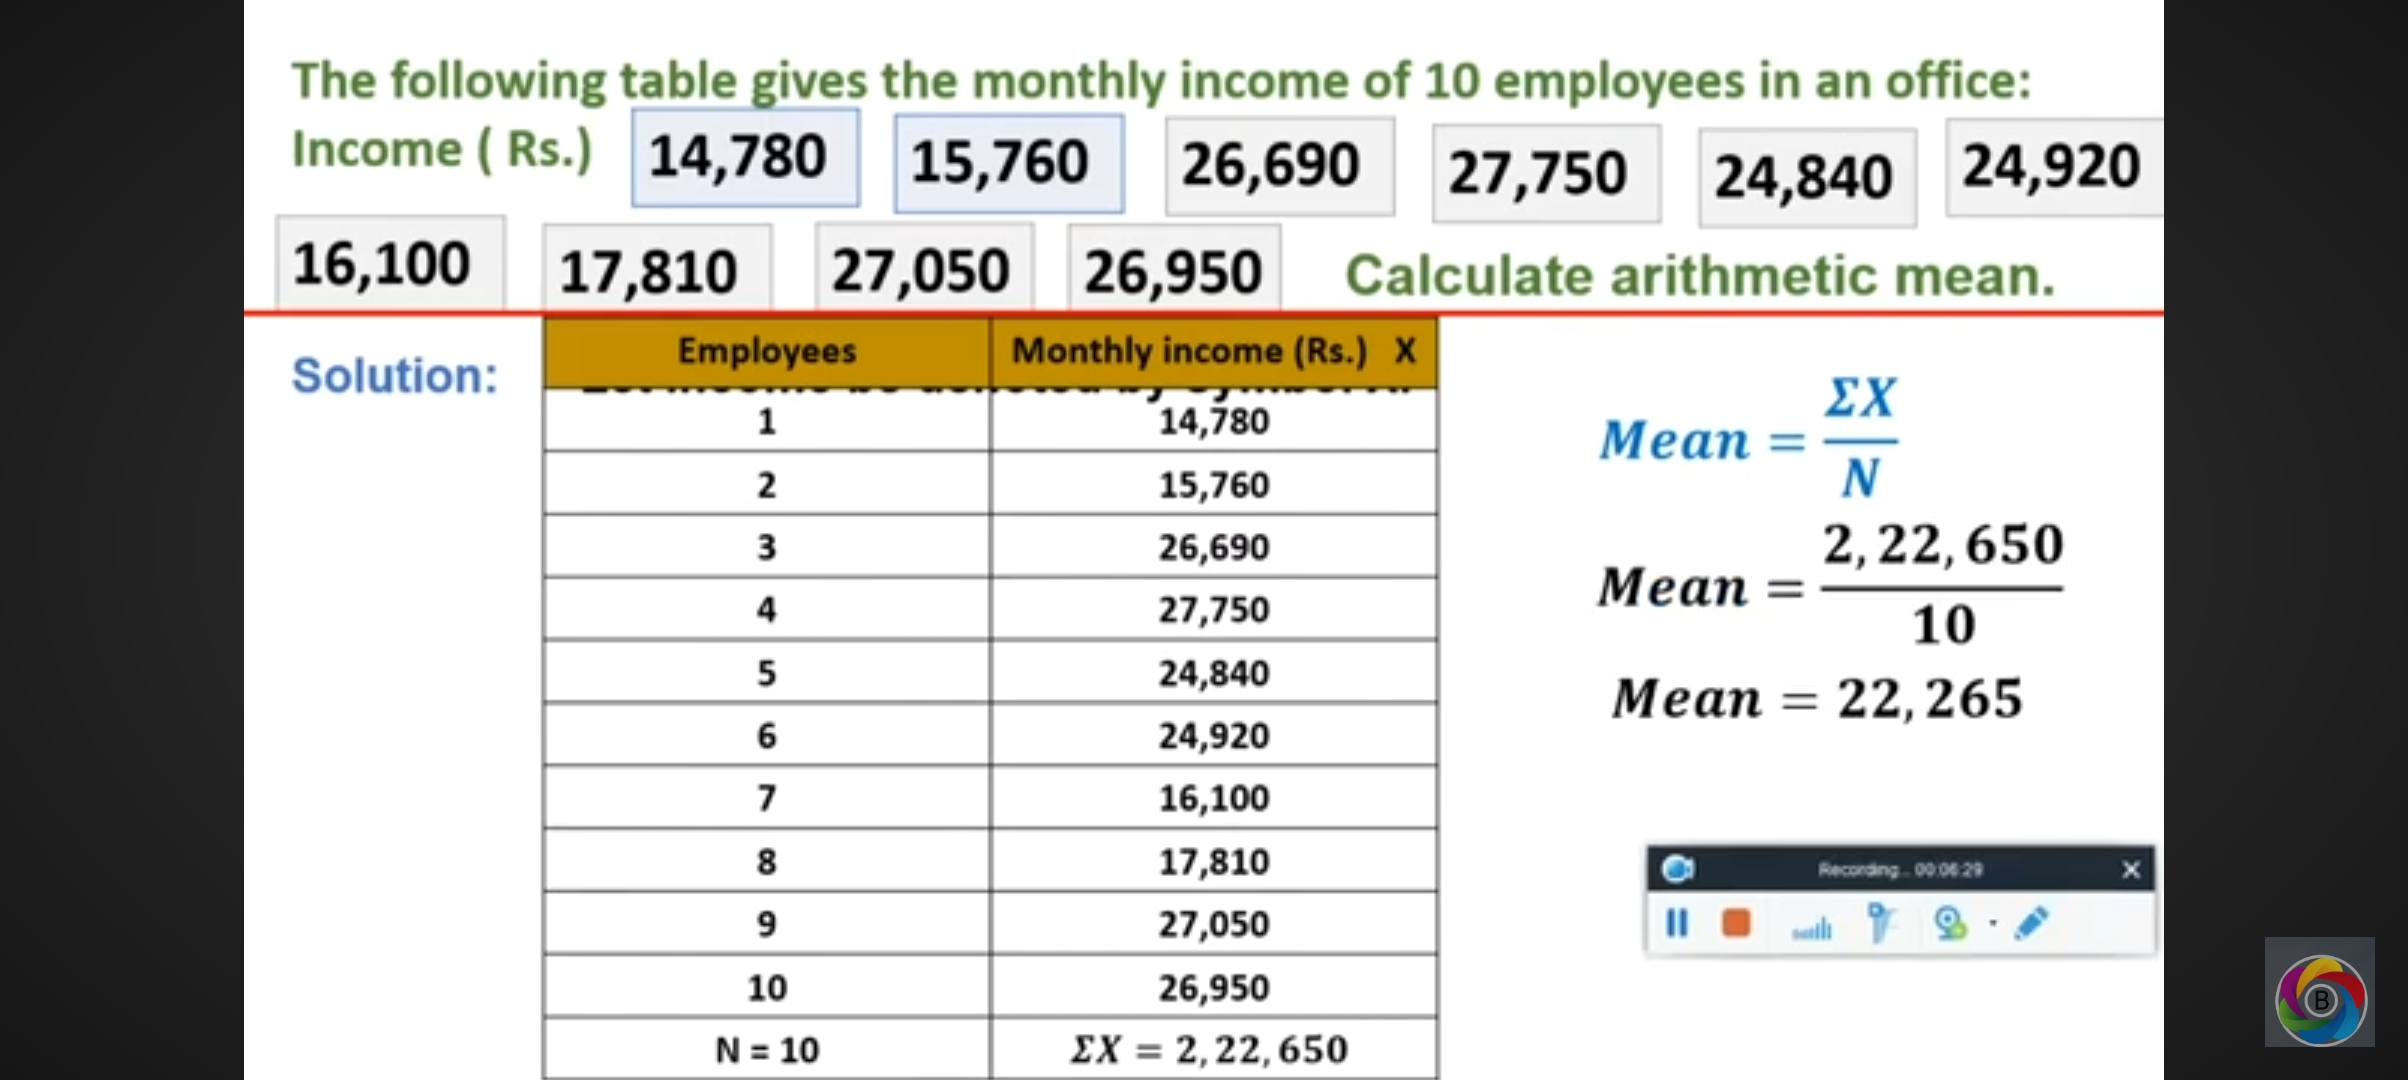 The following table gives the monthly income of 10 employees in an office:
Income ( Rs.) 14,780 15,760 26,690 27,750 24,840 24,920
16,100 17,810 27,050 26,950 Calculate arithmetic mean.
Solution:
Employees Monthly income (Rs.) X
1 14,780
2 15,760
3 26,690
4 27,750
5 24,840
6 24,920
7 16,100
8 17,810
9 27,050
10 26,950
N = 10 ΣX = 2,22,650
Mean = ΣX / N
Mean = 2,22,650 / 10
Mean = 22,265
Recording... 00:06:29
B